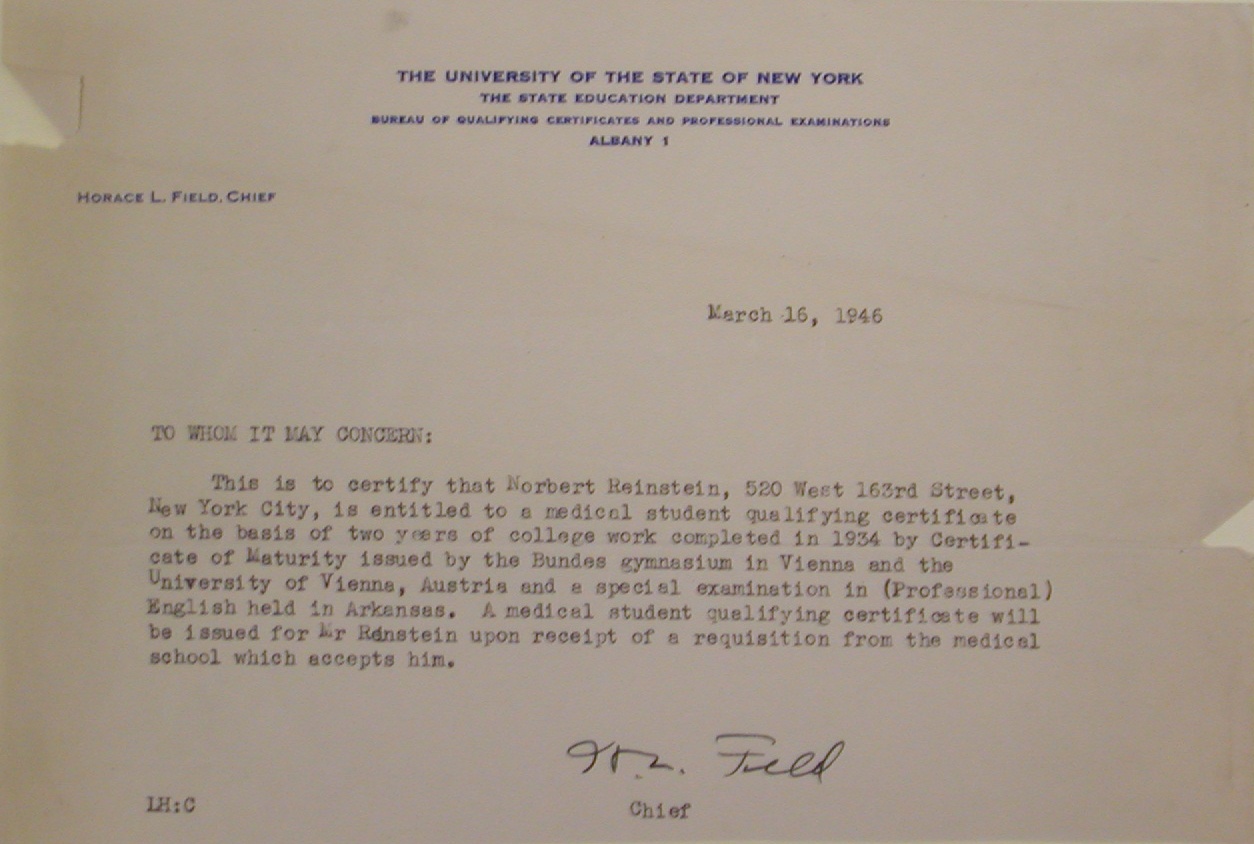 THE UNIVERSITY OF THE STATE OF NEW YORK
THE STATE EDUCATION DEPARTMENT
BUREAU OF QUALIFYING CERTIFICATES AND PROFESSIONAL EXAMINATIONS
ALBANY 1
HORACE L. FIELD, CHIEF
March 16, 1946
TO WHOM IT MAY CONCERN:
This is to certify that Norbert Reinstein, 520 West 163rd Street,
New York City, is entitled to a medical student qualifying certificate
on the basis of two years of college work completed in 1934 by Certifi-
cate of Maturity issued by the Bundes gymnasium in Vienna and the
University of Vienna, Austria and a special examination in (Professional)
English held in Arkansas. A medical student qualifying certificate will
be issued for Mr Reinstein upon receipt of a requisition from the medical
school which accepts him.
H. L. Field
Chief
LH:C